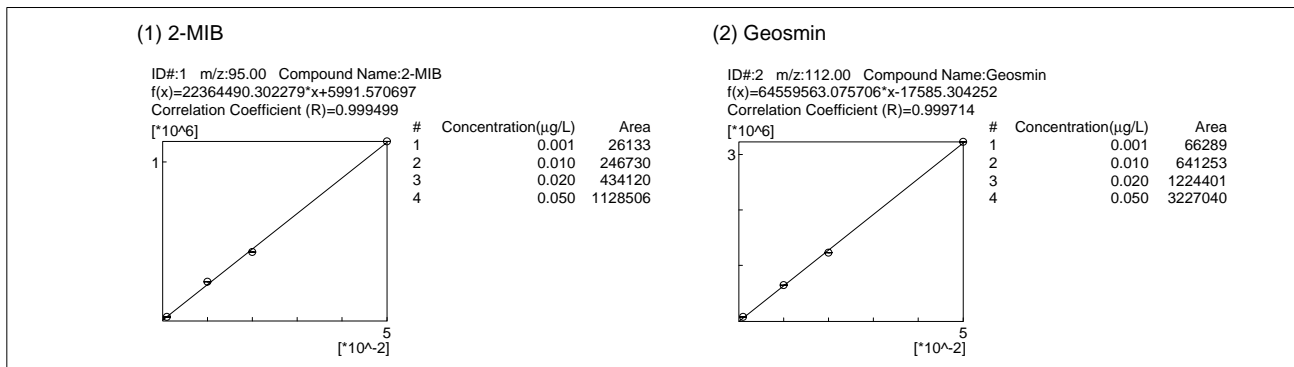 (1) 2-MIB
ID#:1 m/z:95.00 Compound Name:2-MIB
f(x)=22364490.302279*x+5991.570697
Correlation Coefficient (R)=0.999499
[*10^6]
1
5
[*10^-2]
# Concentration(µg/L) Area
1 0.001 26133
2 0.010 246730
3 0.020 434120
4 0.050 1128506
(2) Geosmin
ID#:2 m/z:112.00 Compound Name:Geosmin
f(x)=64559563.075706*x-17585.304252
Correlation Coefficient (R)=0.999714
[*10^6]
3
5
[*10^-2]
# Concentration(µg/L) Area
1 0.001 66289
2 0.010 641253
3 0.020 1224401
4 0.050 3227040